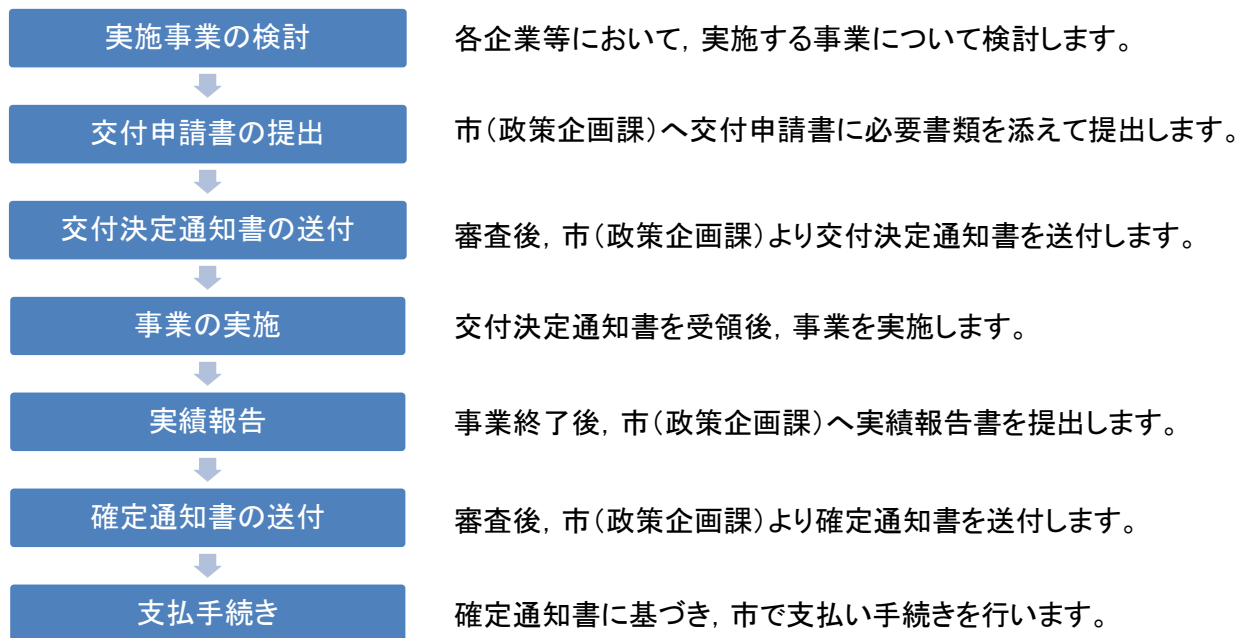 実施事業の検討
各企業等において，実施する事業について検討します。
交付申請書の提出
市（政策企画課）へ交付申請書に必要書類を添えて提出します。
交付決定通知書の送付
審査後，市（政策企画課）より交付決定通知書を送付します。
事業の実施
交付決定通知書を受領後，事業を実施します。
実績報告
事業終了後，市（政策企画課）へ実績報告書を提出します。
確定通知書の送付
審査後，市（政策企画課）より確定通知書を送付します。
支払手続き
確定通知書に基づき，市で支払い手続きを行います。